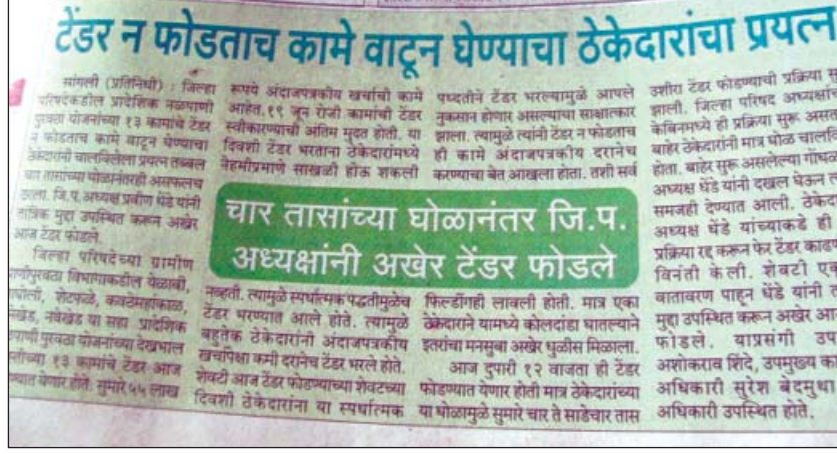 टेंडर न फोडताच कामे वाटून घेण्याचा ठेकेदारांचा प्रयत्न
सांगली (प्रतिनिधी) : जिल्हा
परिषदेकडील प्रादेशिक नळपाणी
पुरवठा योजनांच्या १३ कामांचे टेंडर
न फोडताच कामे वाटून घेण्याचा
ठेकेदारांनी चालविलेला प्रयत्न तब्बल
चार तासांच्या घोळानंतरही असफलच
ठरला. जि.प. अध्यक्ष प्रवीण धेंडे यांनी
तांत्रिक मुद्दा उपस्थित करून अखेर
आज टेंडर फोडले.
जिल्हा परिषदेच्या ग्रामीण
पाणीपुरवठा विभागाकडील येळावी,
शेटफळे, कवठेमहांकाळ,
नवेखेड या सहा प्रादेशिक
पाणी पुरवठा योजनांच्या देखभाल
१३ कामांचे टेंडर आज
येणार होते. सुमारे ५५ लाख
रूपये अंदाजपत्रकीय खर्चाची कामे
आहेत. १९ जून रोजी कामांची टेंडर
स्वीकारण्याची अंतिम मुदत होती. या
दिवशी टेंडर भरताना ठेकेदारांमध्ये
नेहमीप्रमाणे साखळी होऊ शकली
चार तासांच्या घोळानंतर जि.प.
अध्यक्षांनी अखेर टेंडर फोडले
नव्हती. त्यामुळे स्पर्धात्मक पद्धतीमुळेच
टेंडर भरण्यात आले होते. त्यामुळे
बहुतेक ठेकेदारांनी अंदाजपत्रकीय
खर्चापेक्षा कमी दरानेच टेंडर भरले होते.
शेवटी आज टेंडर फोडण्याच्या शेवटच्या
दिवशी ठेकेदारांना या स्पर्धात्मक
पध्दतीने टेंडर भरल्यामुळे आपले
नुकसान होणार असल्याचा साक्षात्कार
झाला. त्यामुळे त्यांनी टेंडर न फोडताच
ही कामे अंदाजपत्रकीय दरानेच
करण्याचा बेत आखला होता. तशी सर्व
फिल्डींगही लावली होती. मात्र एका
ठेकेदाराने यामध्ये कोलदांडा घातल्याने
इतरांचा मनसुबा अखेर धुळीस मिळाला.
आज दुपारी १२ वाजता ही टेंडर
फोडण्यात येणार होती मात्र ठेकेदारांच्या
या घोळामुळे सुमारे चार ते साडेचार तास
उशीरा टेंडर फोडण्याची प्रक्रिया
झाली. जिल्हा परिषद अध्यक्षांच्या
केबिनमध्ये ही प्रक्रिया सुरू
बाहेर ठेकेदारांनी मात्र घोळ
होता. बाहेर सुरू असलेल्या
अध्यक्ष धेंडे यांनी दखल घेऊन
समजही देण्यात आली.
अध्यक्ष धेंडे यांच्याकडे ही
प्रक्रिया रद्द करून फेर टेंडर
विनंती केली. शेवटी
वातावरण पाहून धेंडे यांनी
मुद्दा उपस्थित करून अखेर
फोडले. याप्रसंगी
अशोकराव शिंदे, उपमुख्य
अधिकारी सुरेश बेदमुथा
अधिकारी उपस्थित होते.